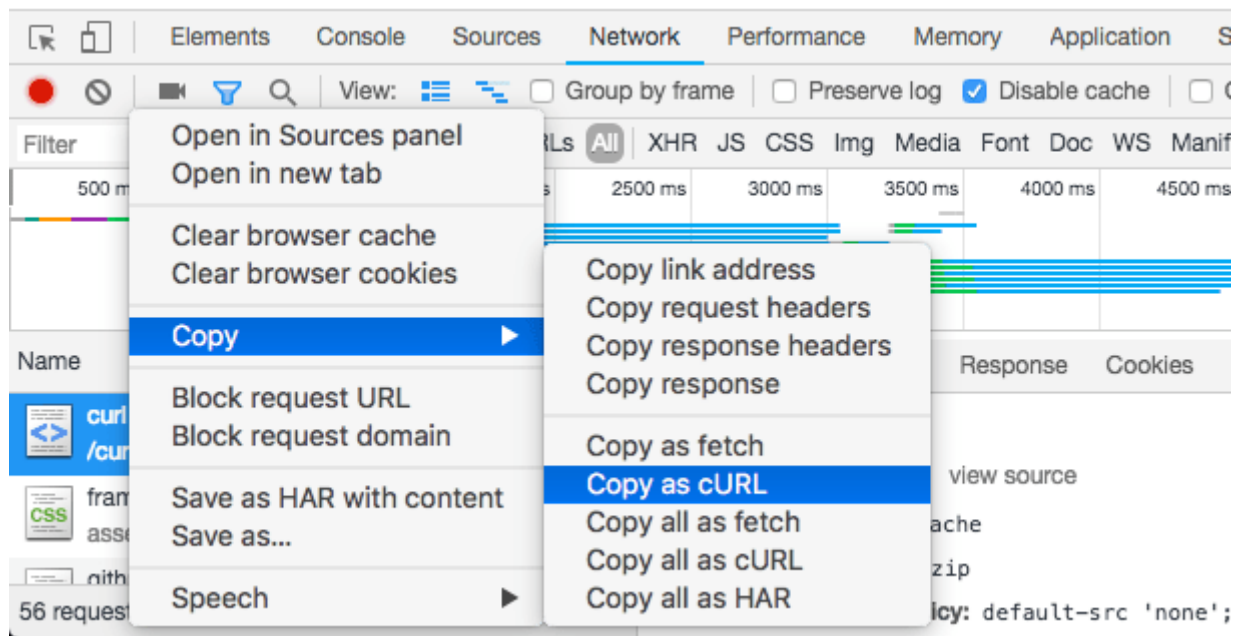 Elements Console Sources Network Performance Memory Application S
View: Group by frame Preserve log Disable cache
Filter RLs All XHR JS CSS Img Media Font Doc WS Manif
500 m 2500 ms 3000 ms 3500 ms 4000 ms 4500 ms
Open in Sources panel
Open in new tab
Clear browser cache
Clear browser cookies
Copy
Block request URL
Block request domain
Save as HAR with content
Save as...
Speech
Copy link address
Copy request headers
Copy response headers
Copy response
Copy as fetch
Copy as cURL
Copy all as fetch
Copy all as cURL
Copy all as HAR
Name
Response Cookies
curl
<>
/cur
view source
fram
CSS
asse
ache
gith
zip
56 request
icy: default-src 'none';